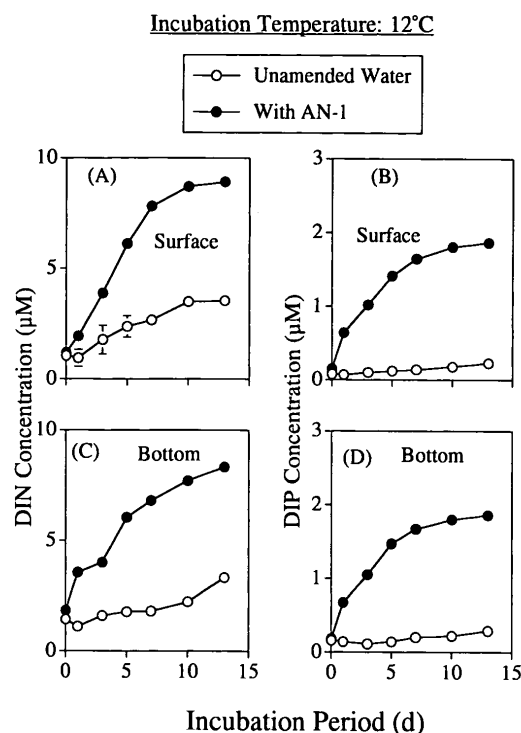 Incubation Temperature: 12°C
Unamended Water
With AN-1
10
(A)
Surface
5
0
3
(B)
Surface
2
1
0
DIN Concentration (μM)
DIP Concentration (μM)
10
(C)
Bottom
5
0
0 5 10 15
3
(D)
Bottom
2
1
0
0 5 10 15
Incubation Period (d)